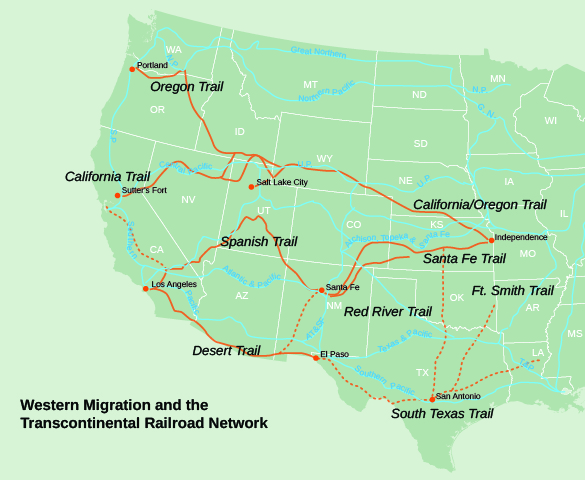 Great Northern
WA
N.P.
Portland
MT
MN
Oregon Trail
Northern Pacific
ND
N.P.
OR
G. N.
WI
S.P.
ID
SD
Central Pacific
U.P.
WY
California Trail
Salt Lake City
NE
U.P.
IA
Sutter's Fort
NV
California/Oregon Trail
UT
IL
CO
KS
Atchison Topeka & Santa Fe
Independence
Spanish Trail
CA
Southern
Santa Fe Trail
MO
Atlantic & Pacific
Los Angeles
Santa Fe
Ft. Smith Trail
AZ
Pacific
NM
OK
Red River Trail
AR
AT&SF
Texas & Pacific
MS
Desert Trail
El Paso
LA
T&P
TX
Southern Pacific
San Antonio
Western Migration and the
South Texas Trail
Transcontinental Railroad Network